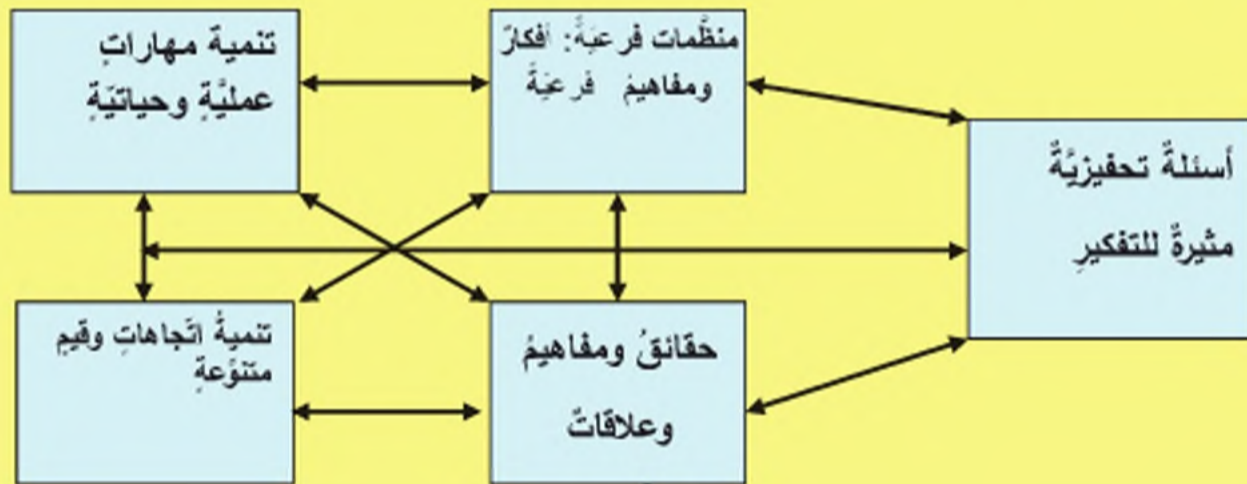 أسئلةٌ تحفيزيَّةٌ
مثيرةٌ للتفكيرِ
منظَّمات فرعيَةٌ: أفكارٌ
ومفاهيمُ فرعيَةٌ
حقائقُ ومفاهيمُ
وعلاقاتٌ
تنمية مهاراتٍ
عمليَّةٍ وحياتيَةٍ
تنميةُ اتّجاهاتٍ وقيمٍ
متنوّعةٍ